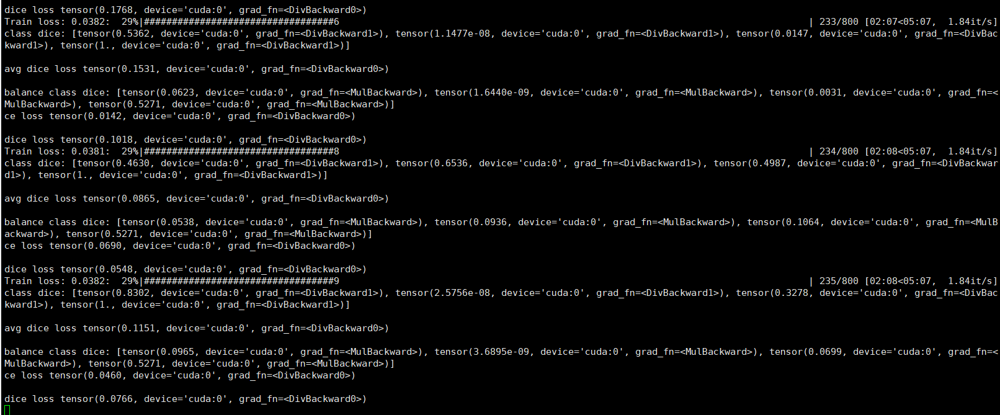 dice loss tensor(0.1768, device='cuda:0', grad_fn=<DivBackward0>)
Train loss: 0.0382:  29%|##################################6 | 233/800 [02:07<05:07,  1.84it/s]
class dice: [tensor(0.5362, device='cuda:0', grad_fn=<DivBackward1>), tensor(1.1477e-08, device='cuda:0', grad_fn=<DivBackward1>), tensor(0.0147, device='cuda:0', grad_fn=<DivBac
kward1>), tensor(1., device='cuda:0', grad_fn=<DivBackward1>)]
avg dice loss tensor(0.1531, device='cuda:0', grad_fn=<DivBackward0>)
balance class dice: [tensor(0.0623, device='cuda:0', grad_fn=<MulBackward>), tensor(1.6440e-09, device='cuda:0', grad_fn=<MulBackward>), tensor(0.0031, device='cuda:0', grad_fn=<
MulBackward>), tensor(0.5271, device='cuda:0', grad_fn=<MulBackward>)]
ce loss tensor(0.0142, device='cuda:0', grad_fn=<DivBackward0>)
dice loss tensor(0.1018, device='cuda:0', grad_fn=<DivBackward0>)
Train loss: 0.0381:  29%|##################################8 | 234/800 [02:08<05:07,  1.84it/s]
class dice: [tensor(0.4630, device='cuda:0', grad_fn=<DivBackward1>), tensor(0.6536, device='cuda:0', grad_fn=<DivBackward1>), tensor(0.4987, device='cuda:0', grad_fn=<DivBackwar
d1>), tensor(1., device='cuda:0', grad_fn=<DivBackward1>)]
avg dice loss tensor(0.0865, device='cuda:0', grad_fn=<DivBackward0>)
balance class dice: [tensor(0.0538, device='cuda:0', grad_fn=<MulBackward>), tensor(0.0936, device='cuda:0', grad_fn=<MulBackward>), tensor(0.1064, device='cuda:0', grad_fn=<MulB
ackward>), tensor(0.5271, device='cuda:0', grad_fn=<MulBackward>)]
ce loss tensor(0.0690, device='cuda:0', grad_fn=<DivBackward0>)
dice loss tensor(0.0548, device='cuda:0', grad_fn=<DivBackward0>)
Train loss: 0.0382:  29%|##################################9 | 235/800 [02:08<05:07,  1.84it/s]
class dice: [tensor(0.8302, device='cuda:0', grad_fn=<DivBackward1>), tensor(2.5756e-08, device='cuda:0', grad_fn=<DivBackward1>), tensor(0.3278, device='cuda:0', grad_fn=<DivBac
kward1>), tensor(1., device='cuda:0', grad_fn=<DivBackward1>)]
avg dice loss tensor(0.1151, device='cuda:0', grad_fn=<DivBackward0>)
balance class dice: [tensor(0.0965, device='cuda:0', grad_fn=<MulBackward>), tensor(3.6895e-09, device='cuda:0', grad_fn=<MulBackward>), tensor(0.0699, device='cuda:0', grad_fn=<
MulBackward>), tensor(0.5271, device='cuda:0', grad_fn=<MulBackward>)]
ce loss tensor(0.0460, device='cuda:0', grad_fn=<DivBackward0>)
dice loss tensor(0.0766, device='cuda:0', grad_fn=<DivBackward0>)